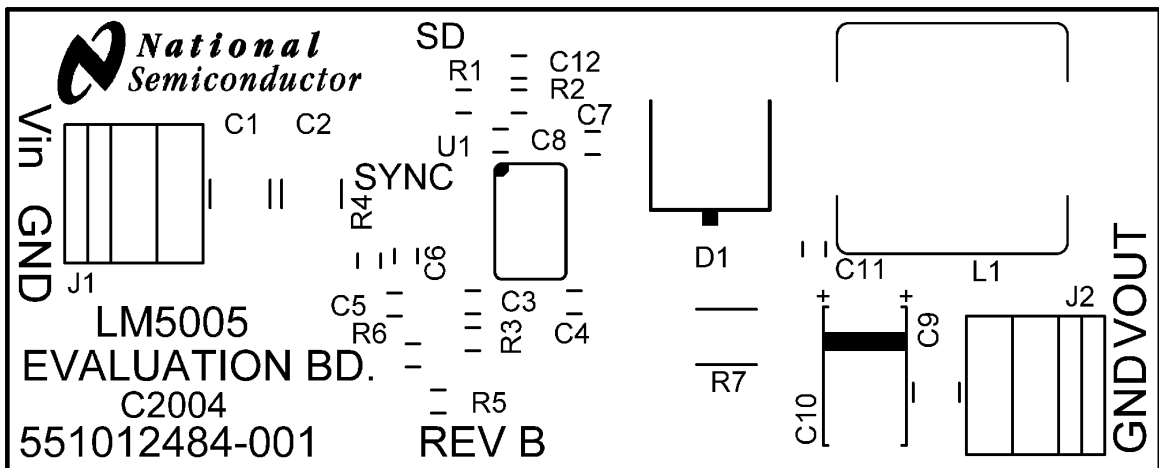 National
Semiconductor
SD
R1
C12
R2
C7
C1
C2
U1
C8
Vin
SYNC
R4
GND
J1
C6
D1
C11
L1
C5
C3
C4
R6
R3
+
+
C9
J2
GND VOUT
LM5005
EVALUATION BD.
R7
C2004
R5
C10
551012484-001
REV B